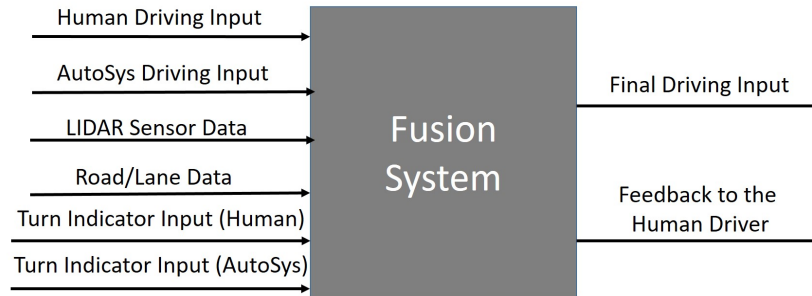 Human Driving Input
AutoSys Driving Input
LIDAR Sensor Data
Road/Lane Data
Turn Indicator Input (Human)
Turn Indicator Input (AutoSys)
Fusion
System
Final Driving Input
Feedback to the
Human Driver